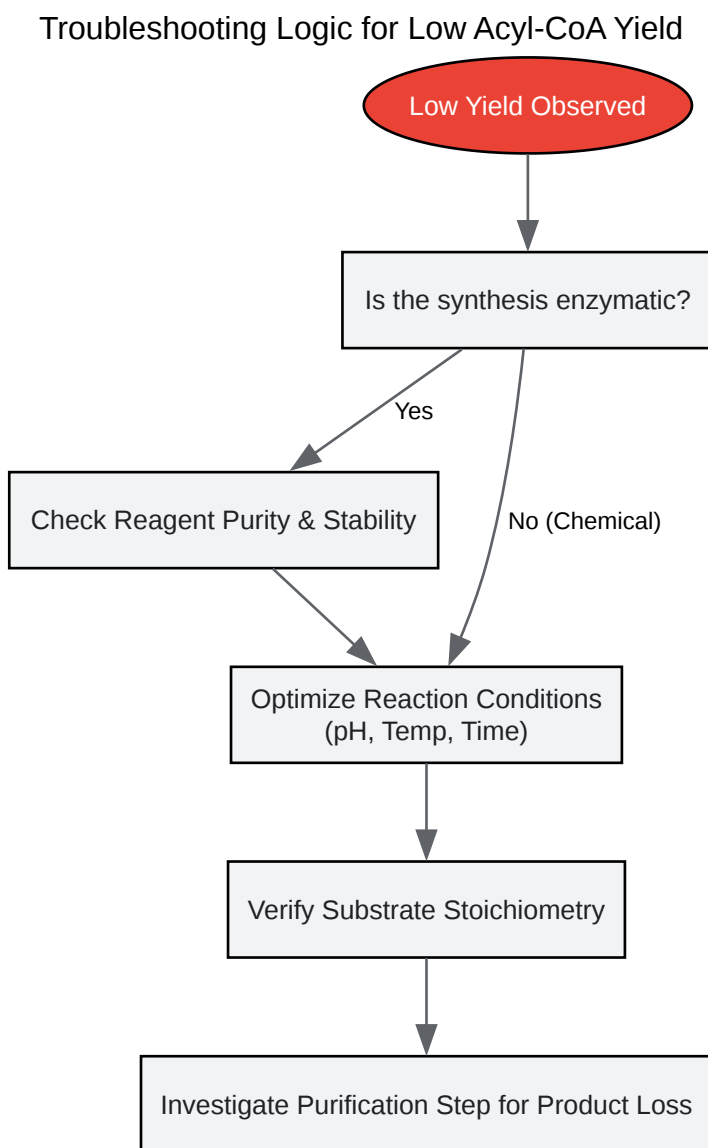 Troubleshooting Logic for Low Acyl-CoA Yield
Low Yield Observed
Is the synthesis enzymatic?
Yes
Check Reagent Purity & Stability
No (Chemical)
Optimize Reaction Conditions
(pH, Temp, Time)
Verify Substrate Stoichiometry
Investigate Purification Step for Product Loss